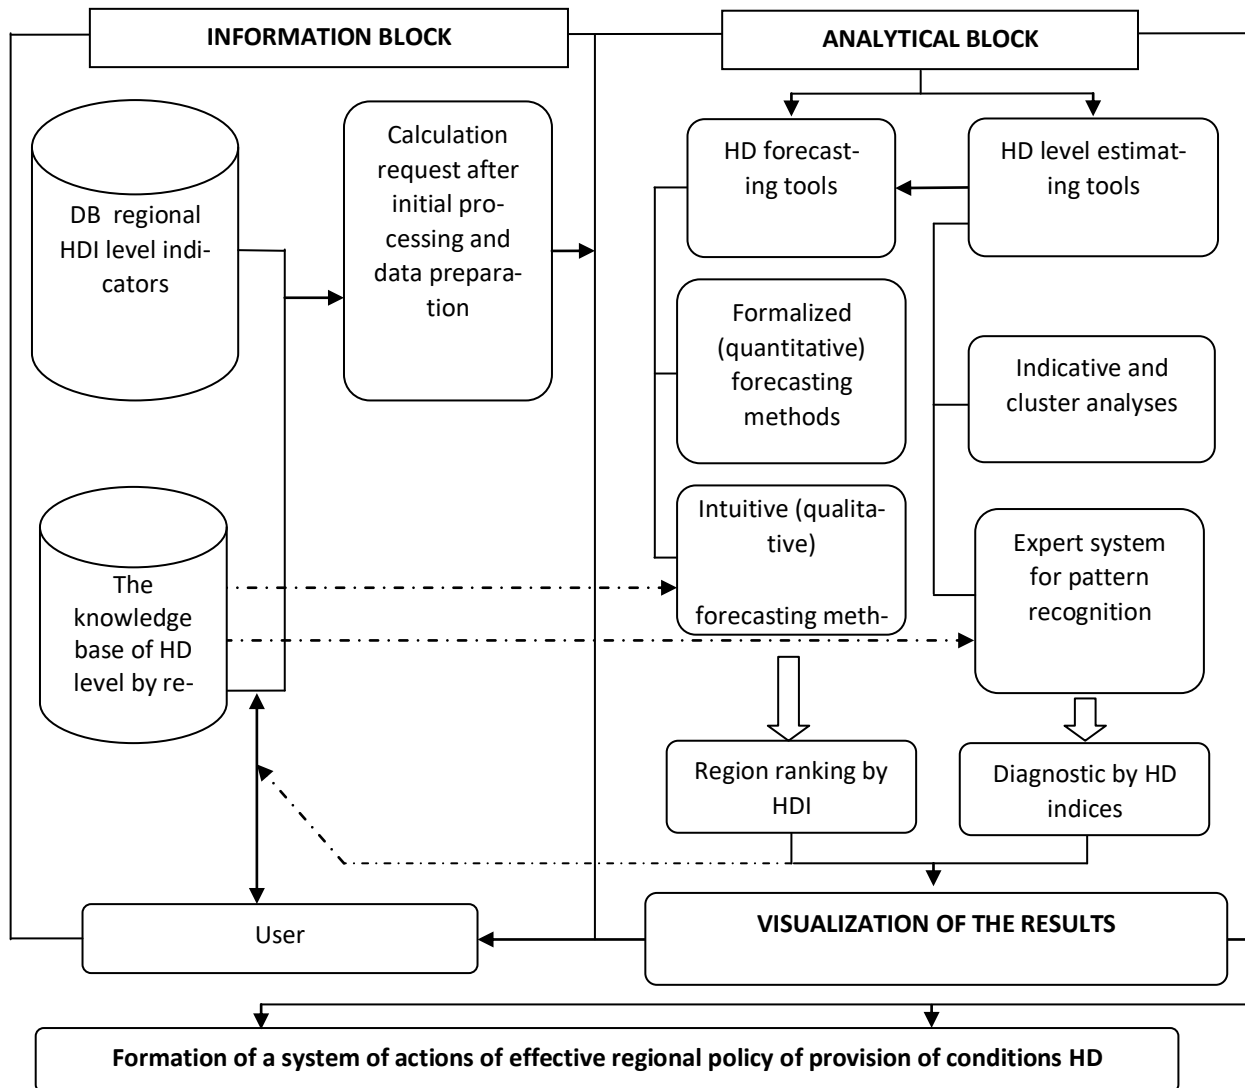 INFORMATION BLOCK
ANALYTICAL BLOCK
DB regional
HDI level indi-
cators
Calculation
request after
initial pro-
cessing and
data prepara-
tion
HD forecast-
ing tools
HD level estimat-
ing tools
Formalized
(quantitative)
forecasting
methods
Indicative and
cluster analyses
Intuitive (qualita-
tive)
forecasting meth-
Expert system
for pattern
recognition
The
knowledge
base of HD
level by re-
Region ranking by
HDI
Diagnostic by HD
indices
User
VISUALIZATION OF THE RESULTS
Formation of a system of actions of effective regional policy of provision of conditions HD